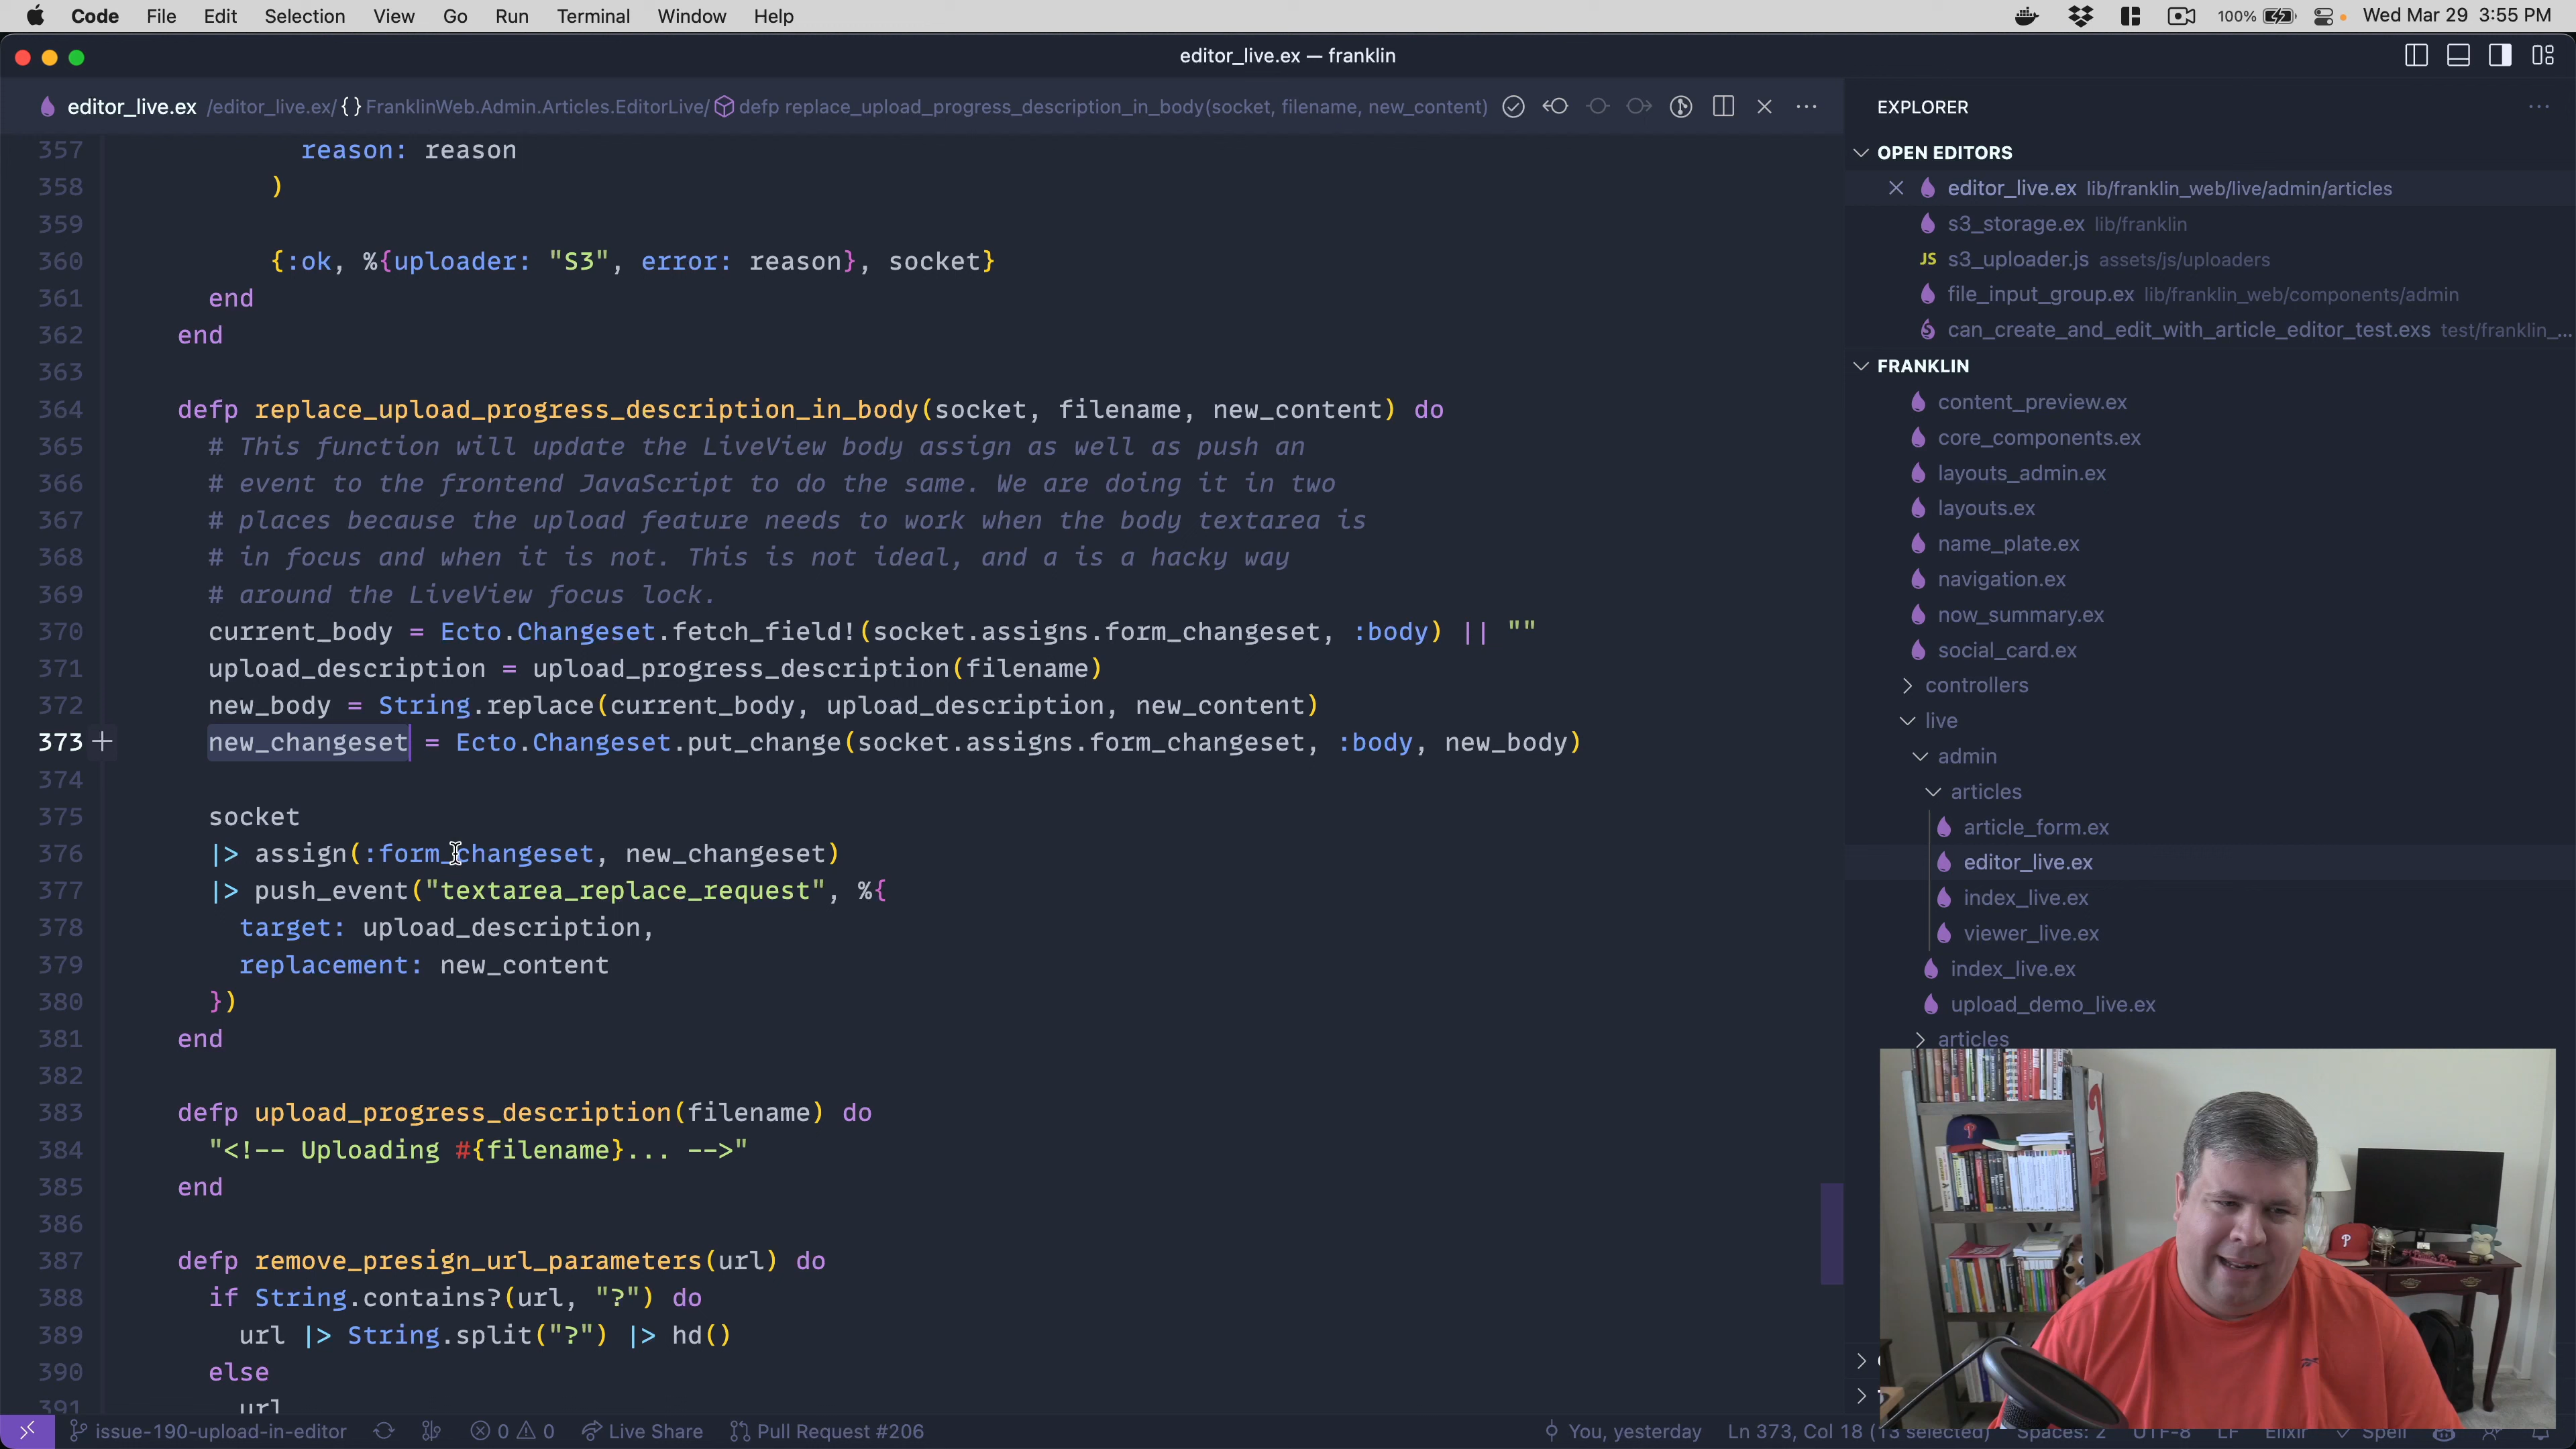 Code File Edit Selection View Go Run Terminal Window Help 100% Wed Mar 29 3:55 PM
editor_live.ex — franklin
editor_live.ex /editor_live.ex/ {} FranklinWeb.Admin.Articles.EditorLive/ defp replace_upload_progress_description_in_body(socket, filename, new_content)
357 reason: reason
358 )
359
360 {:ok, %{uploader: "S3", error: reason}, socket}
361 end
362 end
363
364 defp replace_upload_progress_description_in_body(socket, filename, new_content) do
365 # This function will update the LiveView body assign as well as push an
366 # event to the frontend JavaScript to do the same. We are doing it in two
367 # places because the upload feature needs to work when the body textarea is
368 # in focus and when it is not. This is not ideal, and a is a hacky way
369 # around the LiveView focus lock.
370 current_body = Ecto.Changeset.fetch_field!(socket.assigns.form_changeset, :body) || ""
371 upload_description = upload_progress_description(filename)
372 new_body = String.replace(current_body, upload_description, new_content)
373 new_changeset = Ecto.Changeset.put_change(socket.assigns.form_changeset, :body, new_body)
374
375 socket
376 |> assign(:form_changeset, new_changeset)
377 |> push_event("textarea_replace_request", %{
378 target: upload_description,
379 replacement: new_content
380 })
381 end
382
383 defp upload_progress_description(filename) do
384 "<!-- Uploading #{filename}... -->"
385 end
386
387 defp remove_presign_url_parameters(url) do
388 if String.contains?(url, "?") do
389 url |> String.split("?") |> hd()
390 else
391 url
EXPLORER
OPEN EDITORS
editor_live.ex lib/franklin_web/live/admin/articles
s3_storage.ex lib/franklin
JS s3_uploader.js assets/js/uploaders
file_input_group.ex lib/franklin_web/components/admin
can_create_and_edit_with_article_editor_test.exs test/franklin_...
FRANKLIN
content_preview.ex
core_components.ex
layouts_admin.ex
layouts.ex
name_plate.ex
navigation.ex
now_summary.ex
social_card.ex
controllers
live
admin
articles
article_form.ex
editor_live.ex
index_live.ex
viewer_live.ex
index_live.ex
upload_demo_live.ex
articles
issue-190-upload-in-editor 0 0 Live Share Pull Request #206 You, yesterday Ln 373, Col 18 (13 selected) Spaces: 2 UTF-8 LF Elixir Spell